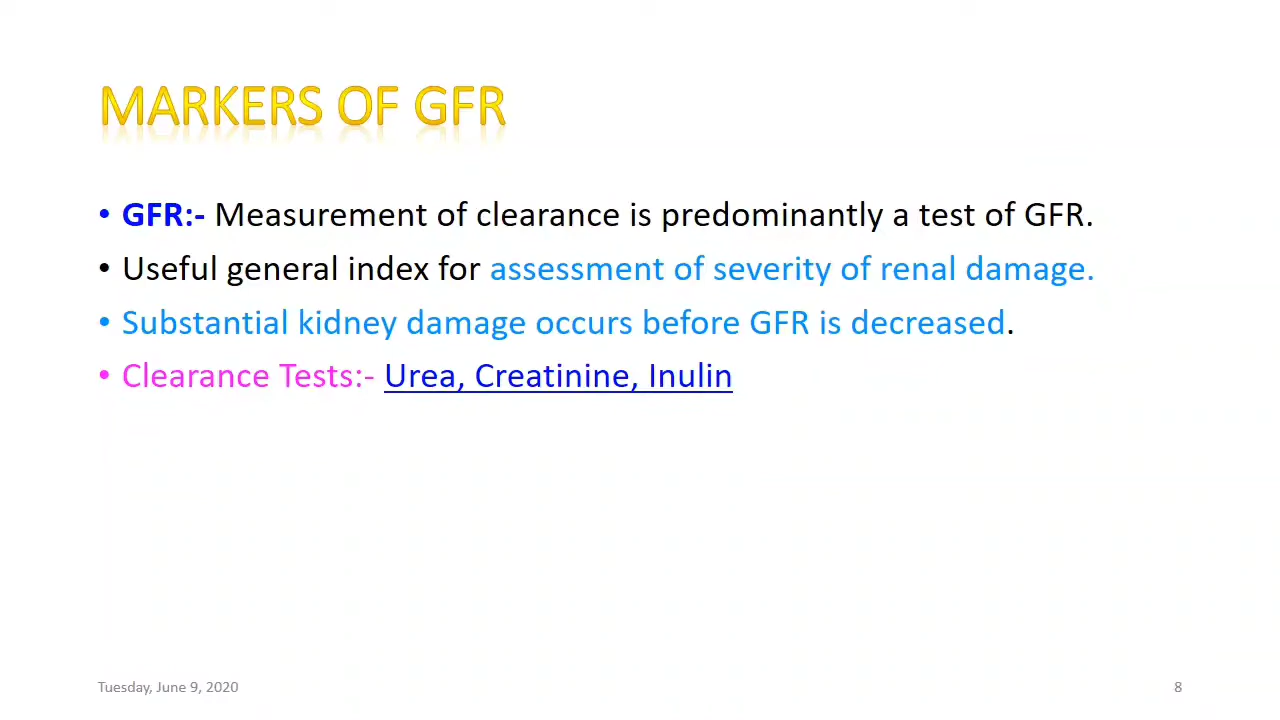 MARKERS OF GFR
• GFR:- Measurement of clearance is predominantly a test of GFR.
• Useful general index for assessment of severity of renal damage.
• Substantial kidney damage occurs before GFR is decreased.
• Clearance Tests:- Urea, Creatinine, Inulin
Tuesday, June 9, 2020
8